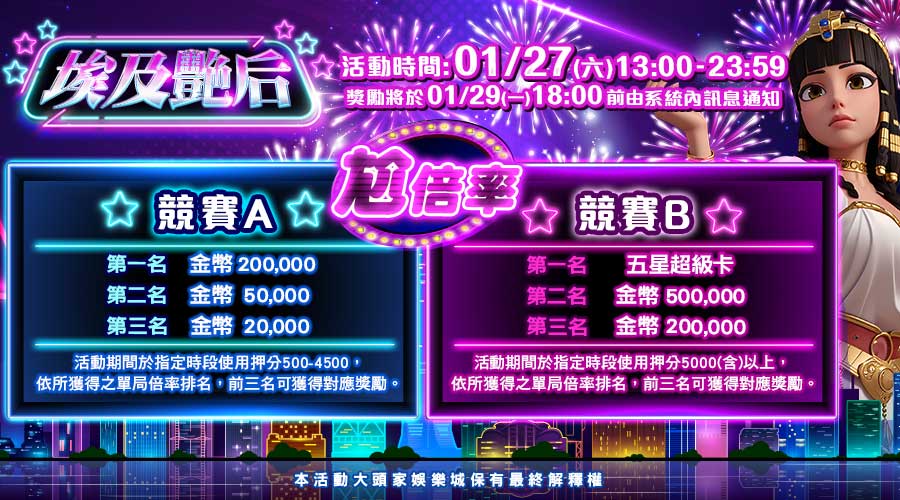 埃及艷后
活動時間:01/27(六)13:00-23:59
獎勵將於01/29(一)18:00前由系統內訊息通知
尬倍率
競賽A
第一名 金幣 200,000
第二名 金幣 50,000
第三名 金幣 20,000
活動期間於指定時段使用押分500-4500，
依所獲得之單局倍率排名，前三名可獲得對應獎勵。
競賽B
第一名 五星超級卡
第二名 金幣 500,000
第三名 金幣 200,000
活動期間於指定時段使用押分5000(含)以上，
依所獲得之單局倍率排名，前三名可獲得對應獎勵。
本活動大頭家娛樂城保有最終解釋權